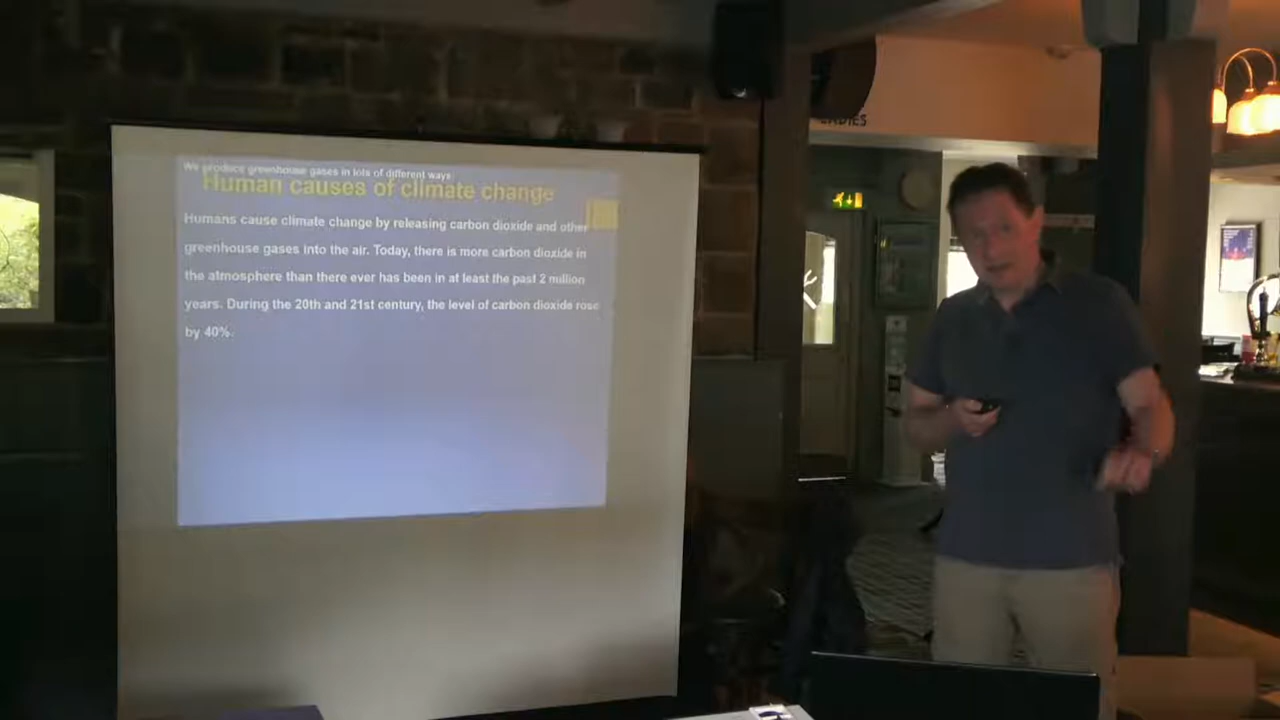 We produce greenhouse gases in lots of different ways
Human causes of climate change
Humans cause climate change by releasing carbon dioxide and other
greenhouse gases into the air. Today, there is more carbon dioxide in
the atmosphere than there ever has been in at least the past 2 million
years. During the 20th and 21st century, the level of carbon dioxide rose
by 40%.
LADIES